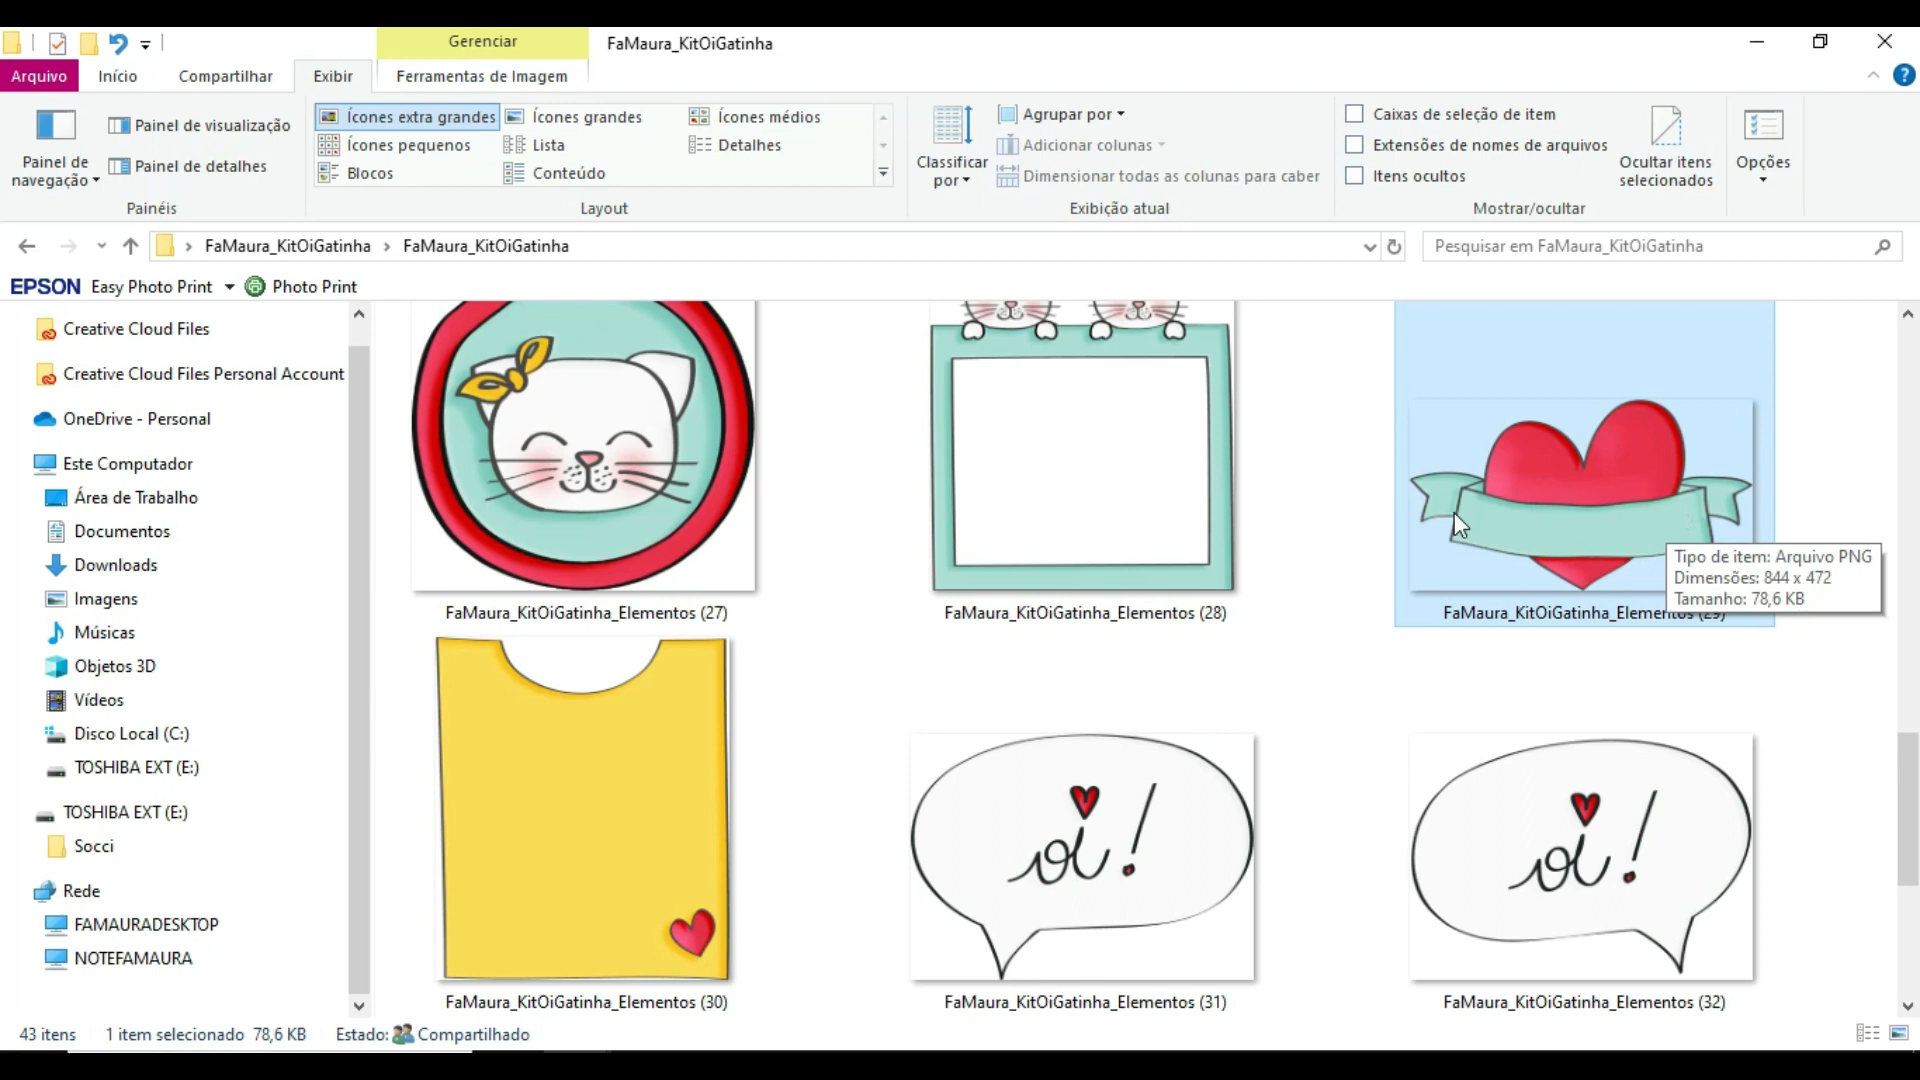 Gerenciar
FaMaura_KitOiGatinha
Arquivo
Início
Compartilhar
Exibir
Ferramentas de Imagem
Painel de navegação
Painel de visualização
Painel de detalhes
Painéis
Ícones extra grandes
Ícones grandes
Ícones médios
Ícones pequenos
Lista
Detalhes
Blocos
Conteúdo
Layout
Classificar por
Agrupar por
Adicionar colunas
Dimensionar todas as colunas para caber
Exibição atual
Caixas de seleção de item
Extensões de nomes de arquivos
Itens ocultos
Ocultar itens selecionados
Mostrar/ocultar
Opções
FaMaura_KitOiGatinha > FaMaura_KitOiGatinha
Pesquisar em FaMaura_KitOiGatinha
EPSON Easy Photo Print Photo Print
Creative Cloud Files
Creative Cloud Files Personal Account
OneDrive - Personal
Este Computador
Área de Trabalho
Documentos
Downloads
Imagens
Músicas
Objetos 3D
Vídeos
Disco Local (C:)
TOSHIBA EXT (E:)
TOSHIBA EXT (E:)
Socci
Rede
FAMAURADESKTOP
NOTEFAMAURA
Tipo de item: Arquivo PNG
Dimensões: 844 x 472
Tamanho: 78,6 KB
FaMaura_KitOiGatinha_Elementos (27)
FaMaura_KitOiGatinha_Elementos (28)
FaMaura_KitOiGatinha_Elementos (29)
oi!
oi!
FaMaura_KitOiGatinha_Elementos (30)
FaMaura_KitOiGatinha_Elementos (31)
FaMaura_KitOiGatinha_Elementos (32)
43 itens
1 item selecionado 78,6 KB
Estado: Compartilhado